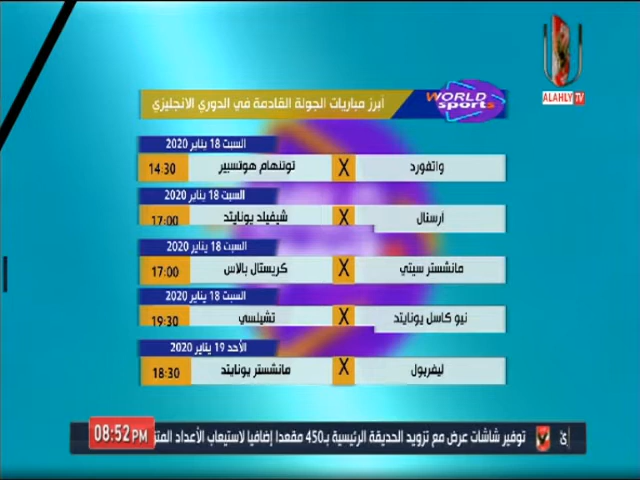 ALAHLY TV
WORLD sports
أبرز مباريات الجولة القادمة في الدوري الانجليزي
السبت 18 يناير 2020
واتفورد X توتنهام هوتسبير 14:30
السبت 18 يناير 2020
أرسنال X شيفيلد يونايتد 17:00
السبت 18 يناير 2020
مانشستر سيتي X كريستال بالاس 17:00
السبت 18 يناير 2020
نيو كاسل يونايتد X تشيلسي 19:30
الأحد 19 يناير 2020
ليفربول X مانشستر يونايتد 18:30
توفير شاشات عرض مع تزويد الحديقة الرئيسية بـ450 مقعدا إضافيا لاستيعاب الأعداد
08:52 PM